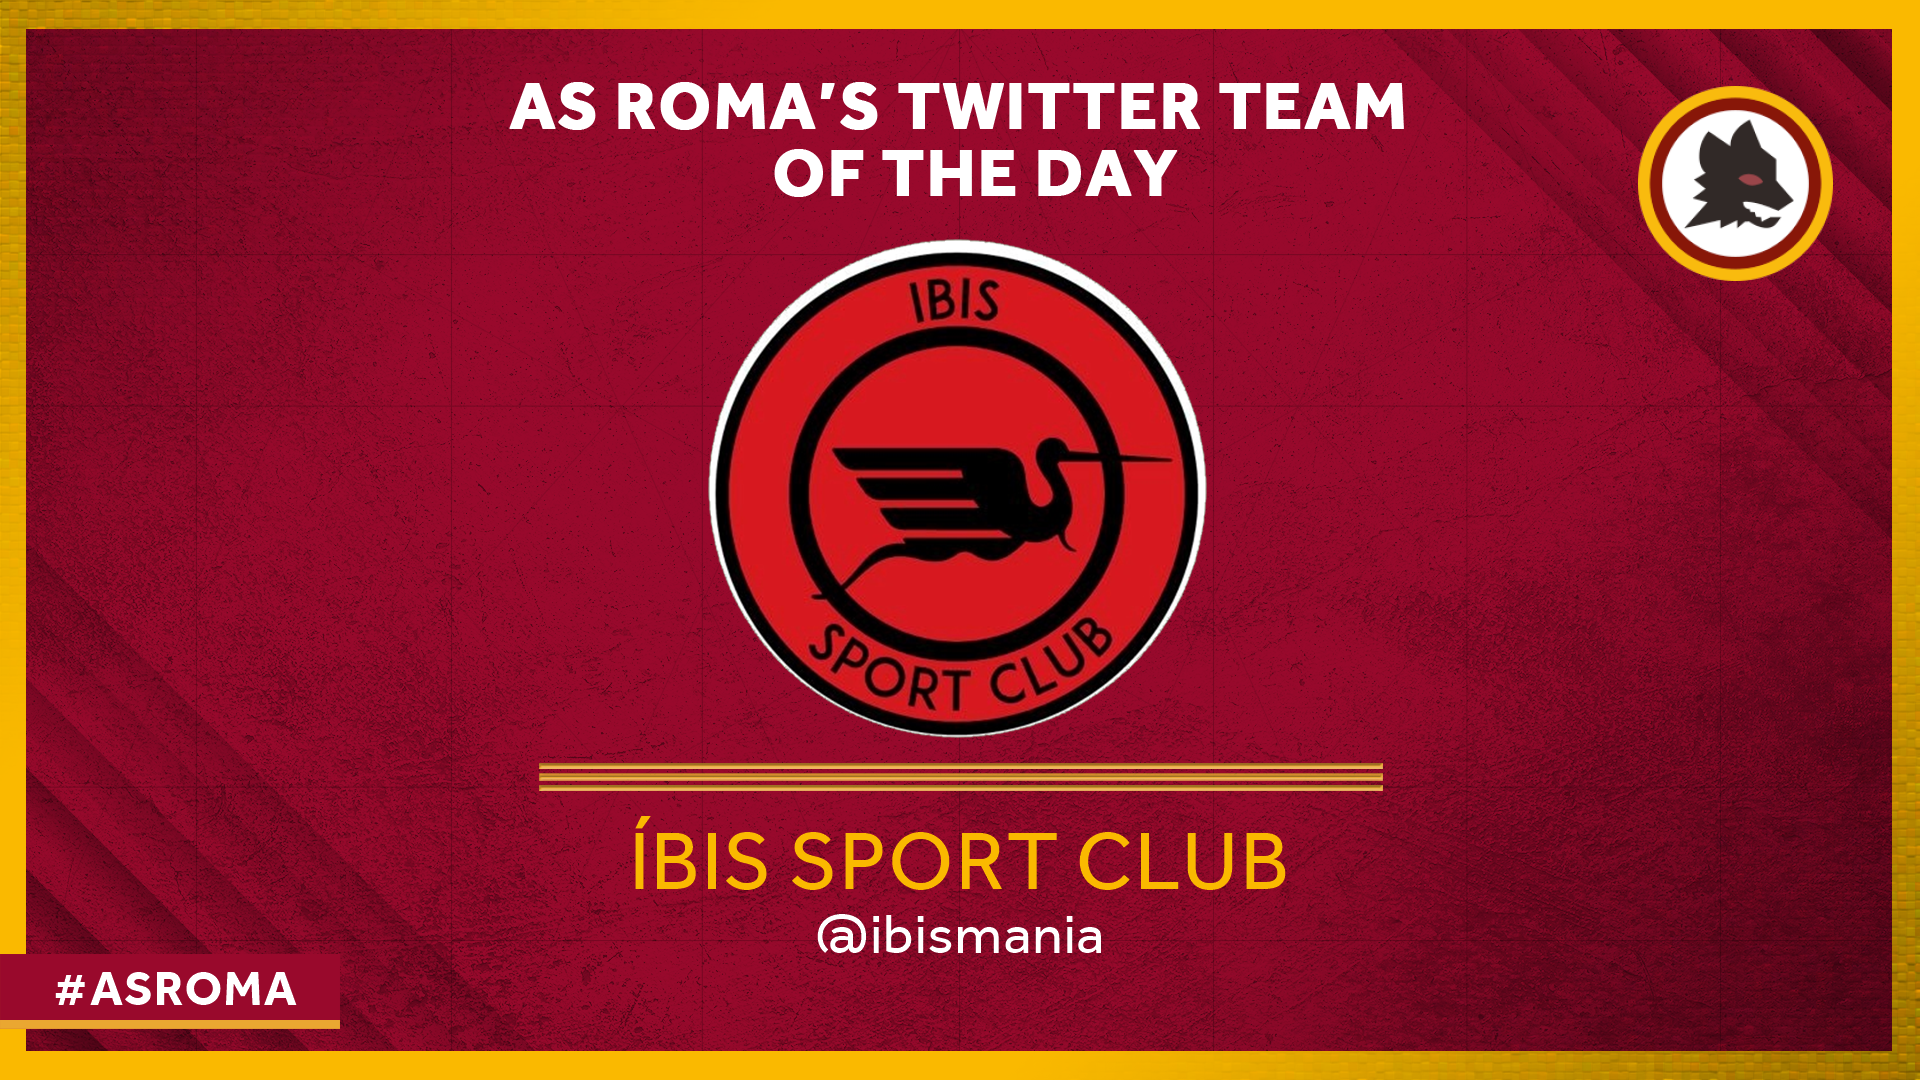 AS ROMA’S TWITTER TEAM
OF THE DAY
IBIS
SPORT CLUB
ÍBIS SPORT CLUB
@ibismania
#ASROMA